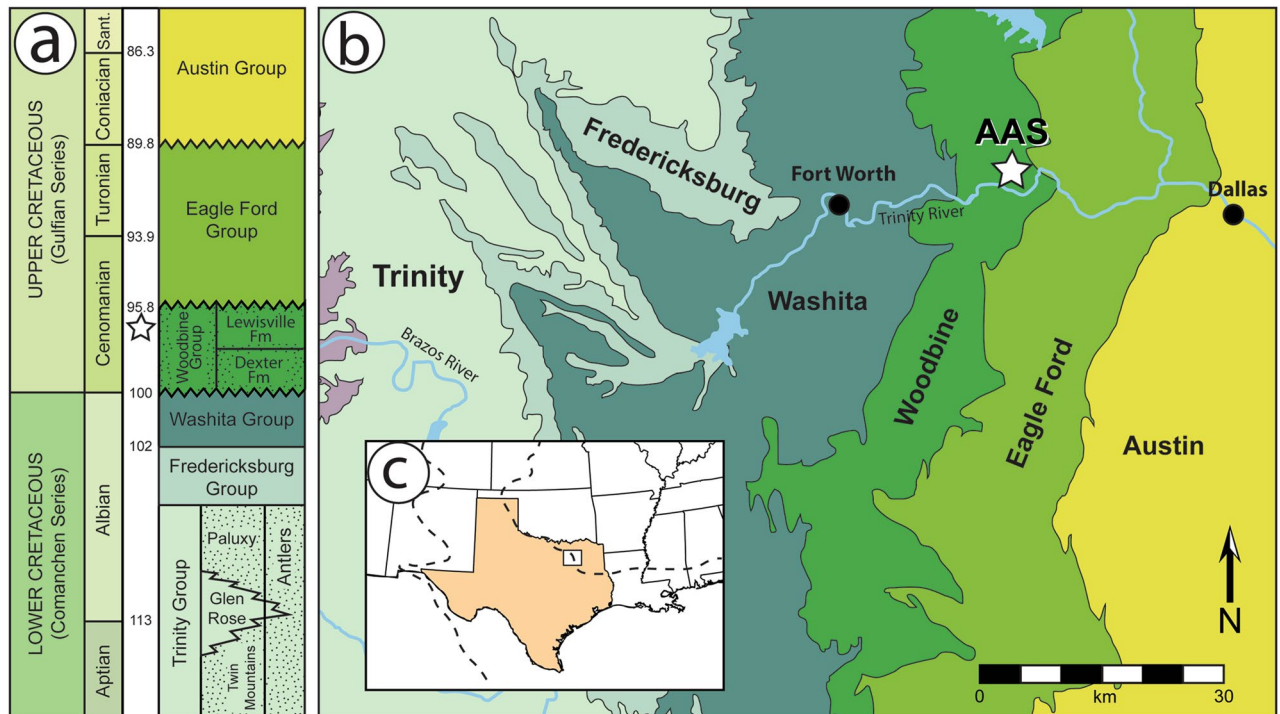 a
UPPER CRETACEOUS
(Gulfian Series)
LOWER CRETACEOUS
(Comanchen Series)
Sant.
Coniacian
Turonian
Cenomanian
Albian
Aptian
86.3
89.8
93.9
95.8
100
102
113
Austin Group
Eagle Ford
Group
Woodbine
Group
Lewisville
Fm
Dexter
Fm
Washita Group
Fredericksburg
Group
Trinity Group
Paluxy
Glen
Rose
Twin
Mountains
Antlers
b
Fredericksburg
AAS
Fort Worth
Trinity River
Dallas
Trinity
Washita
Brazos River
Woodbine
Eagle Ford
Austin
c
N
0
30
km